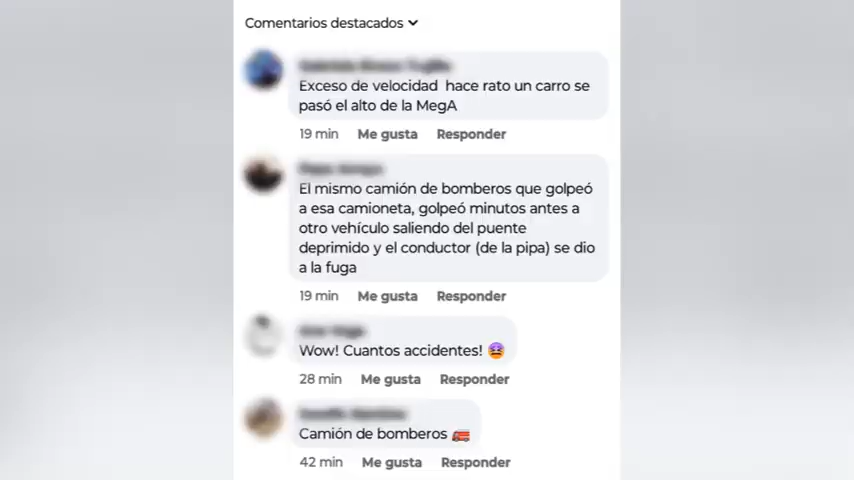 Comentarios destacados
Exceso de velocidad hace rato un carro se
pasó el alto de la MegA
19 min Me gusta Responder
El mismo camión de bomberos que golpeó
a esa camioneta, golpeó minutos antes a
otro vehículo saliendo del puente
deprimido y el conductor (de la pipa) se dio
a la fuga
19 min Me gusta Responder
Wow! Cuantos accidentes! 😫
28 min Me gusta Responder
Camión de bomberos 🚒
42 min Me gusta Responder